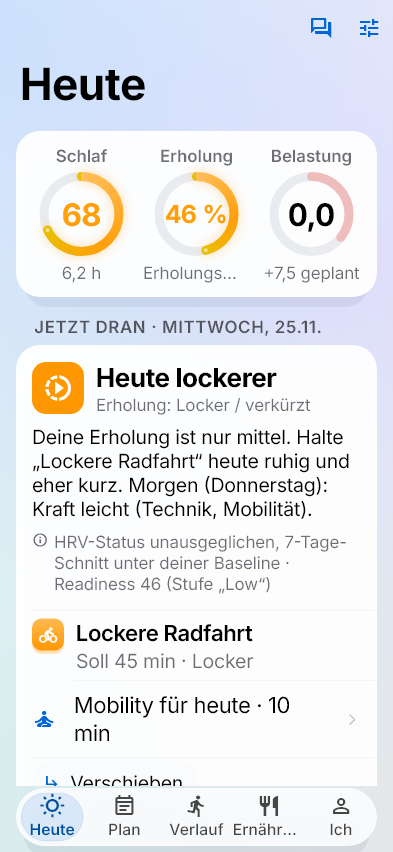 Heute
Schlaf
Erholung
Belastung
68
46 %
0,0
6,2 h
Erholungs...
+7,5 geplant
JETZT DRAN · MITTWOCH, 25.11.
Heute lockerer
Erholung: Locker / verkürzt
Deine Erholung ist nur mittel. Halte
„Lockere Radfahrt“ heute ruhig und
eher kurz. Morgen (Donnerstag):
Kraft leicht (Technik, Mobilität).
HRV-Status unausgeglichen, 7-Tage-
Schnitt unter deiner Baseline ·
Readiness 46 (Stufe „Low“)
Lockere Radfahrt
Soll 45 min · Locker
Mobility für heute · 10
min
Verschieben
Heute
Plan
Verlauf
Ernähr...
Ich